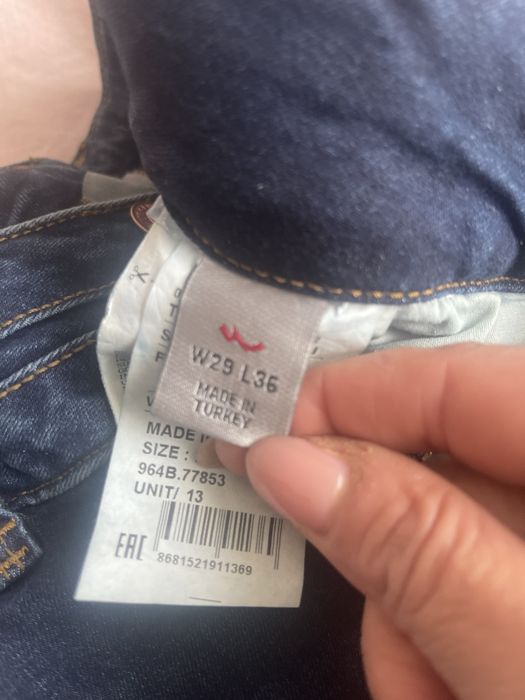 W29 L36
MADE IN
TURKEY
MADE
SIZE :
964B.77853
UNIT/ 13
EAC
8681521911369